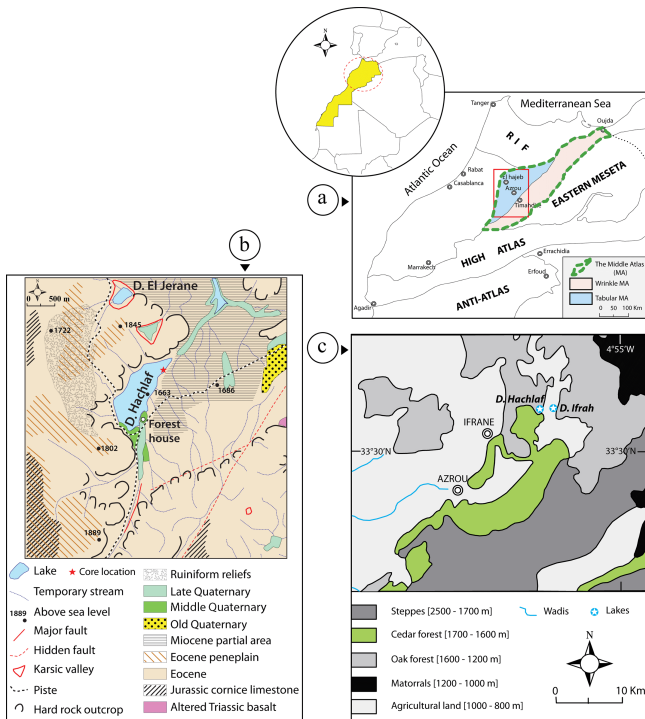 N
Mediterranean Sea
Tanger
Oujda
RIF
Atlantic Ocean
Rabat
Casablanca
El hajeb
Azrou
Timahdite
EASTERN MESETA
a
HIGH ATLAS
Errachidia
Marrakech
Erfoud
ANTI-ATLAS
Agadir
The Middle Atlas
(MA)
Wrinkle MA
Tabular MA
0 50 100 Km
b
N
0 500 m
D. El Jerane
1722
1845
D. Hachlaf
1663
1686
Forest
house
1802
1889
Lake
Core location
Temporary stream
1889 Above sea level
Major fault
Hidden fault
Karsic valley
Piste
Hard rock outcrop
Ruiniform reliefs
Late Quaternary
Middle Quaternary
Old Quaternary
Miocene partial area
Eocene peneplain
Eocene
Jurassic cornice limestone
Altered Triassic basalt
c
4°55'W
D. Hachlaf
D. Ifrah
IFRANE
33°30'N
33°30'N
AZROU
Steppes [2500 - 1700 m]
Wadis
Lakes
Cedar forest [1700 - 1600 m]
Oak forest [1600 - 1200 m]
Matorrals [1200 - 1000 m]
Agricultural land [1000 - 800 m]
N
0 10 Km